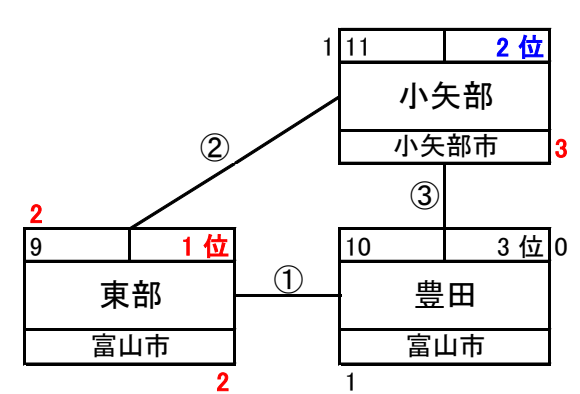 1 11 2 位
小矢部
小矢部市 3
②
③
2
9 1 位
東部
富山市
2
①
10 3 位 0
豊田
富山市
1